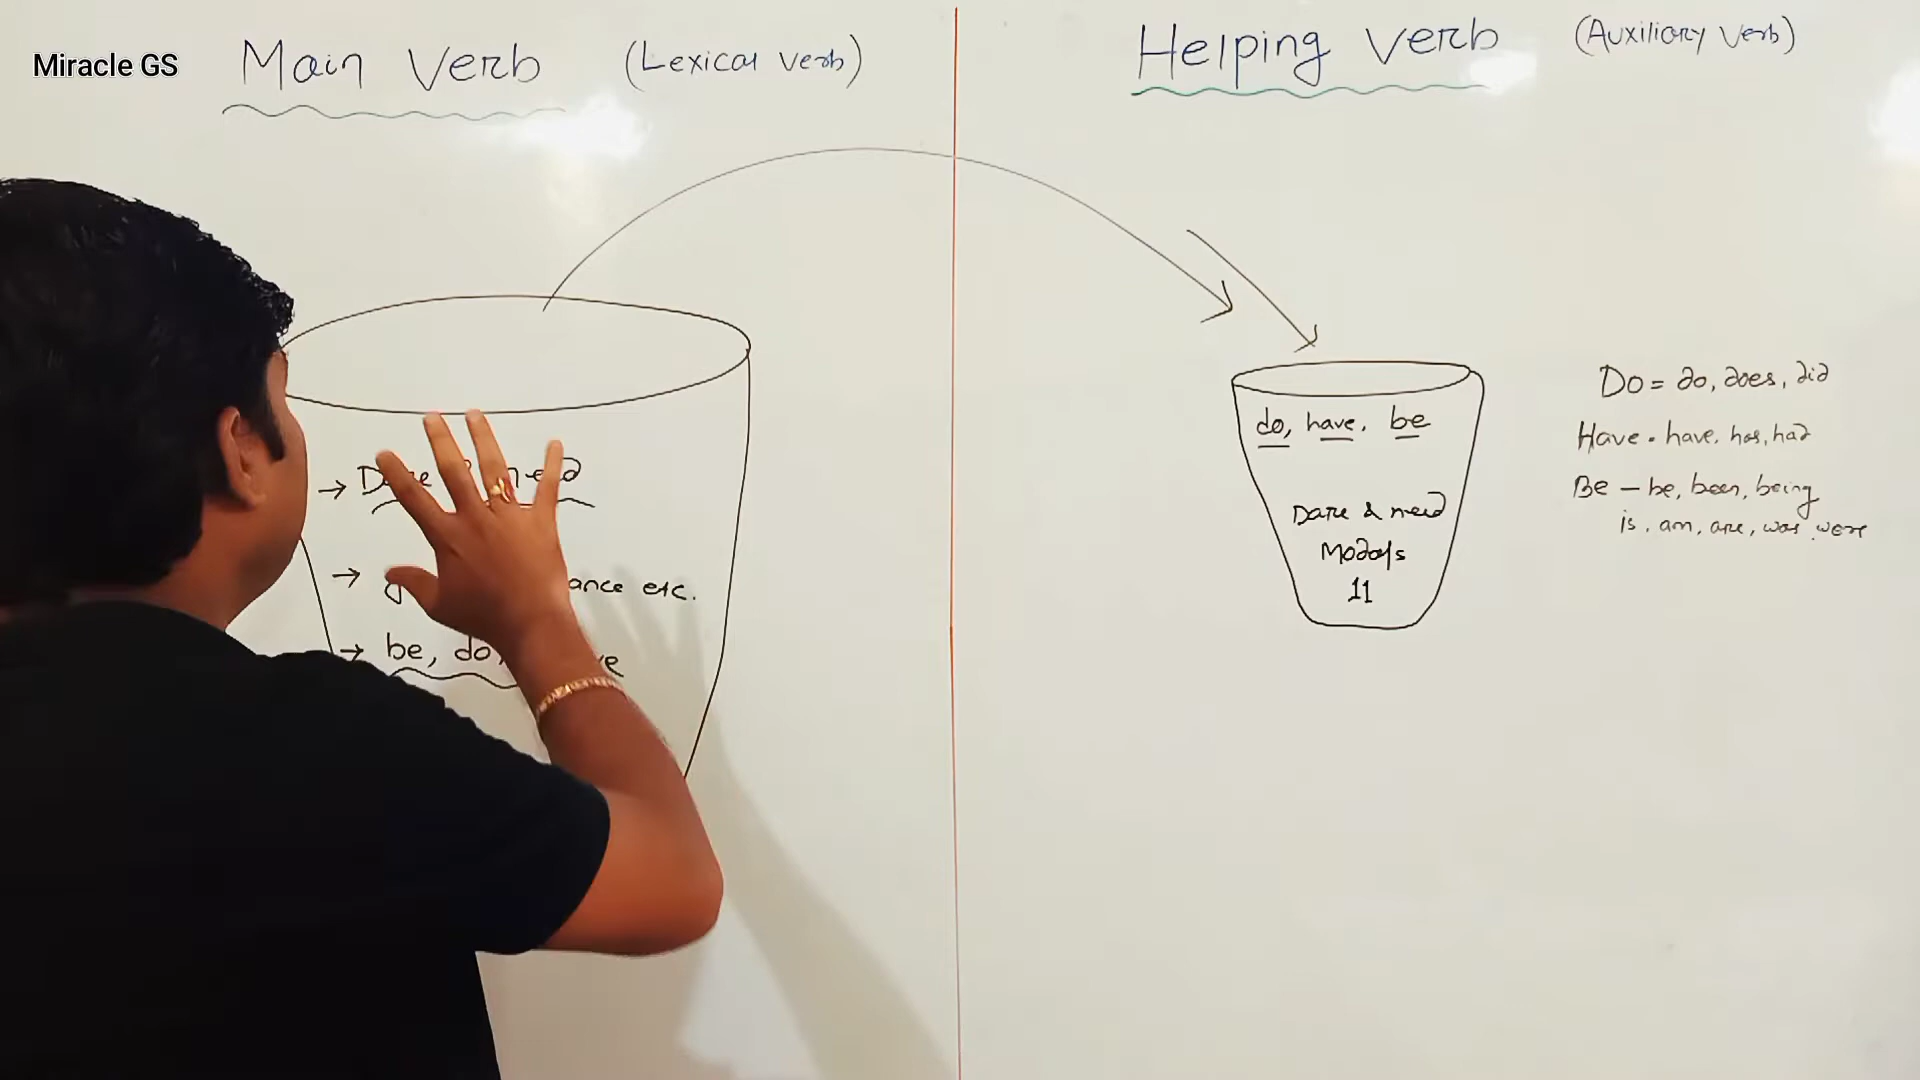 Miracle GS
Main Verb (Lexical Verb)
Helping Verb (Auxiliary Verb)
→ need
→ ance etc.
→ be, do,
do, have, be
Dare & need
Modals
11
Do = do, does, did
Have - have, has, had
Be – be, been, being
is, am, are, was, were